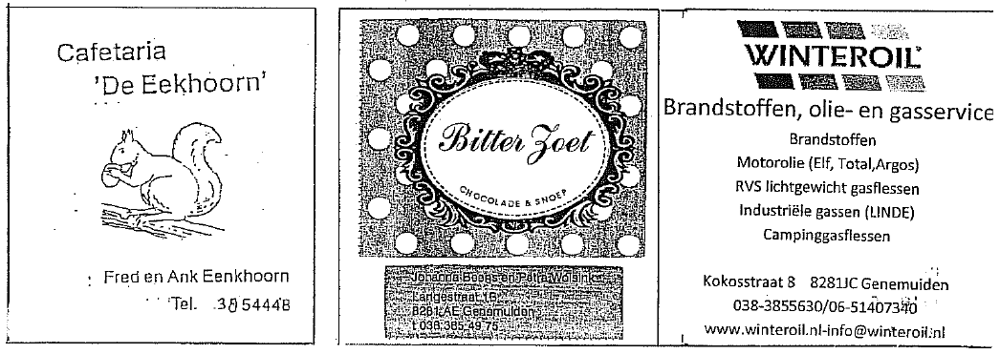 Cafetaria
'De Eekhoorn'
Fred en Ank Eenkhoorn
Tel. 3854448
Bitter Zoet
CHOCOLADE & SNOEP
Johanna en Petra
Langestraat 16
8281 AE Genemuiden
t 038 385 49 75
WINTEROIL
Brandstoffen, olie- en gasservice
Brandstoffen
Motorolie (Elf, Total,Argos)
RVS lichtgewicht gasflessen
Industriële gassen (LINDE)
Campinggasflessen
Kokosstraat 8 8281JC Genemuiden
038-3855630/06-51407340
www.winteroil.nl-info@winteroil.nl